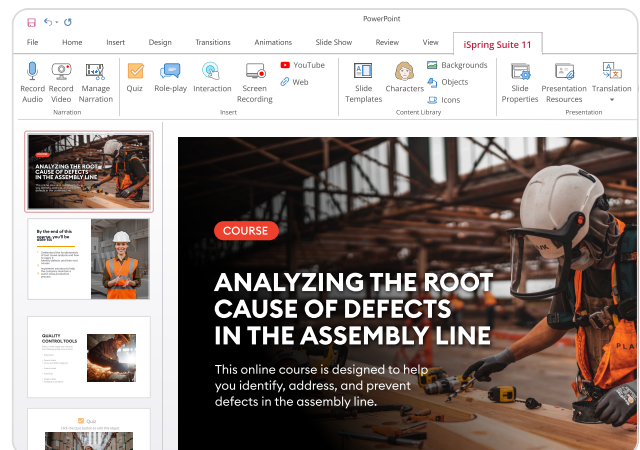 PowerPoint
File Home Insert Design Transitions Animations Slide Show Review View iSpring Suite 11
Record Audio
Record Video
Manage Narration
Narration
Quiz
Role-play
Interaction
Screen Recording
YouTube
Web
Insert
Slide Templates
Characters
Backgrounds
Objects
Icons
Content Library
Slide Properties
Presentation Resources
Translation
Presentation
ANALYZING THE ROOT
CAUSE OF DEFECTS
IN THE ASSEMBLY LINE
By the end of this
course, you'll be
QUALITY
CONTROL TOOLS
Quiz
COURSE
ANALYZING THE ROOT
CAUSE OF DEFECTS
IN THE ASSEMBLY LINE
This online course is designed to help
you identify, address, and prevent
defects in the assembly line.